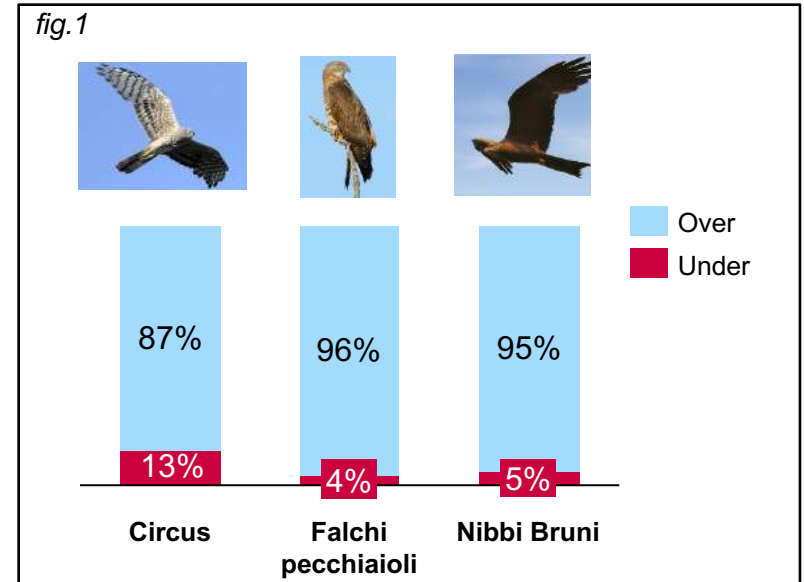 fig.1
Over
Under
87%
96%
95%
13%
4%
5%
Circus
Falchi
pecchiaioli
Nibbi Bruni